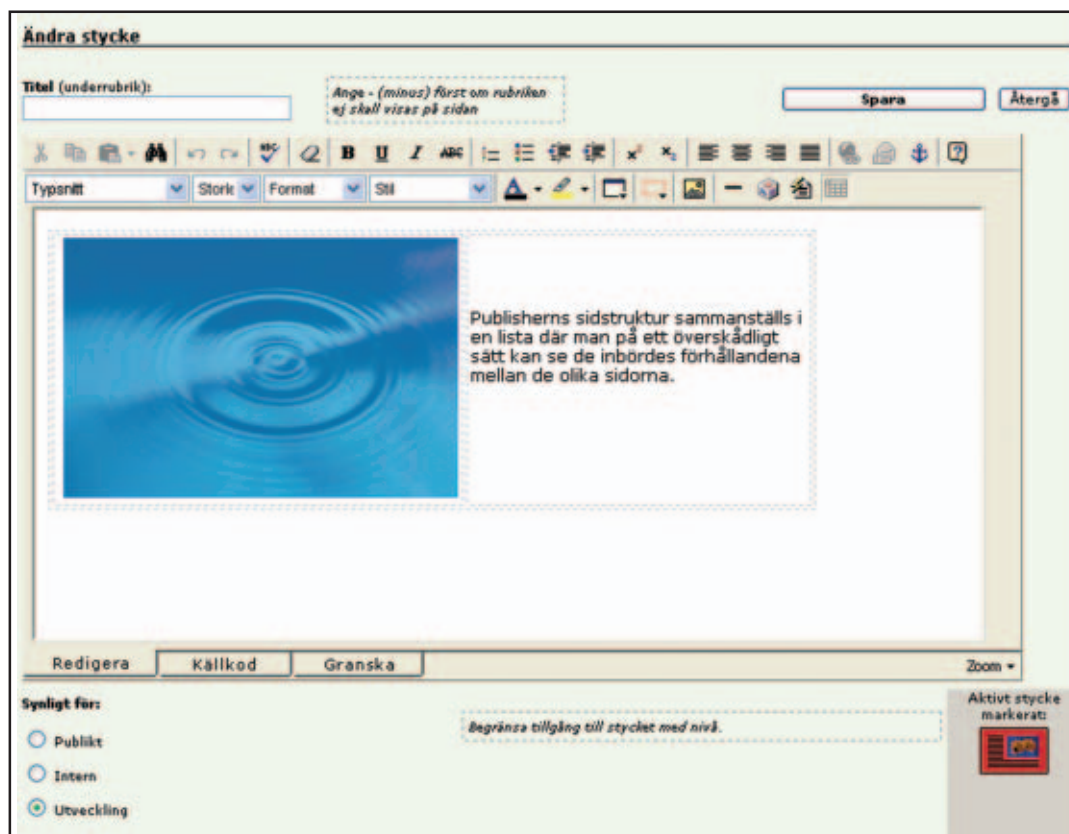 Ändra stycke
Titel (underrubrik):
Ange - (minus) först om rubriken
ej skall visas på sidan
Spara
Återgå
ABC
B U I ABC
Typsnitt Storle Format Stil
Publisherns sidstruktur sammanställs i
en lista där man på ett överskådligt
sätt kan se de inbördes förhållandena
mellan de olika sidorna.
Redigera Källkod Granska Zoom
Synligt för:
Begränsa tillgång till stycket med nivå.
Aktivt stycke
markerat:
Publikt
Intern
Utveckling